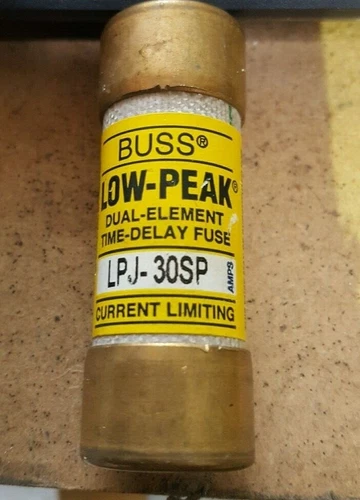 BUSS®
LOW-PEAK®
DUAL-ELEMENT
TIME-DELAY FUSE
LPJ-30SP AMPS
CURRENT LIMITING